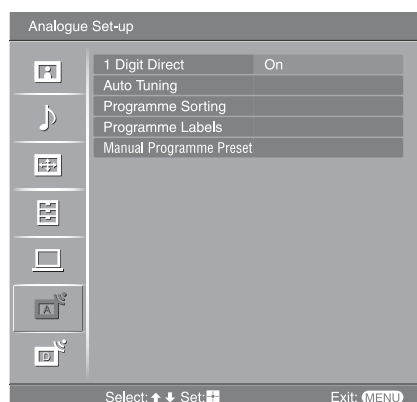 Analogue Set-up
1 Digit Direct On
Auto Tuning
Programme Sorting
Programme Labels
Manual Programme Preset
A
D
Select: ↑ ↓ Set: Exit: MENU